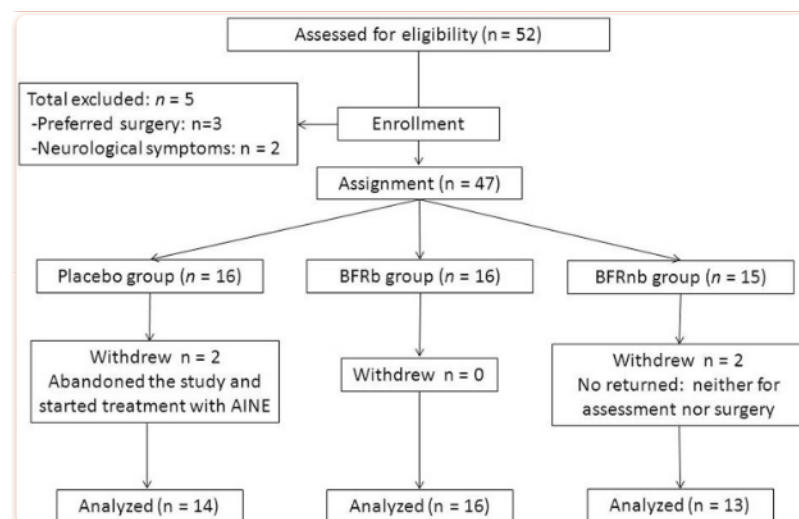 Assessed for eligibility (n = 52)
Total excluded: n = 5
-Preferred surgery: n=3
-Neurological symptoms: n = 2
Enrollment
Assignment (n = 47)
Placebo group (n = 16)
BFRb group (n = 16)
BFRnb group (n = 15)
Withdrew n = 2
Abandoned the study and
started treatment with AINE
Withdrew n = 0
Withdrew n = 2
No returned: neither for
assessment nor surgery
Analyzed (n = 14)
Analyzed (n = 16)
Analyzed (n = 13)